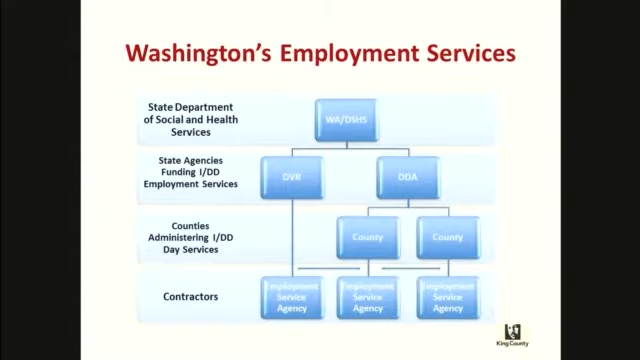 Washington's Employment Services
State Department
of Social and Health
Services
WA/DSHS
State Agencies
Funding I/DD
Employment Services
DVR
DDA
Counties
Administering I/DD
Day Services
County
County
Contractors
Employment
Service
Agency
Employment
Service
Agency
Employment
Service
Agency
King County